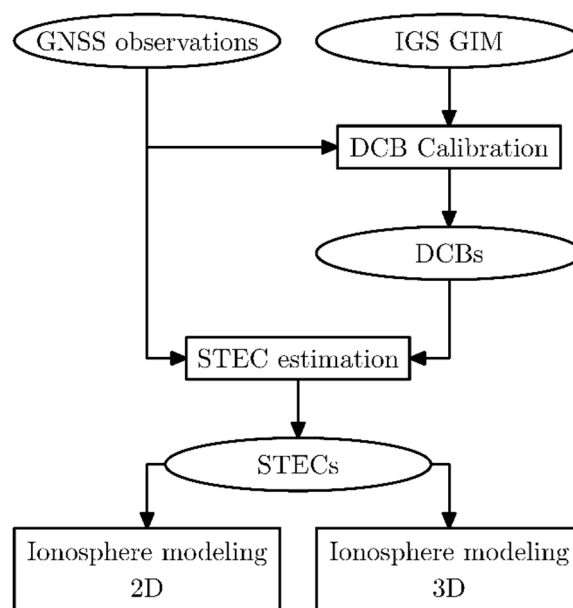 GNSS observations
IGS GIM
DCB Calibration
DCBs
STEC estimation
STECs
Ionosphere modeling
2D
Ionosphere modeling
3D